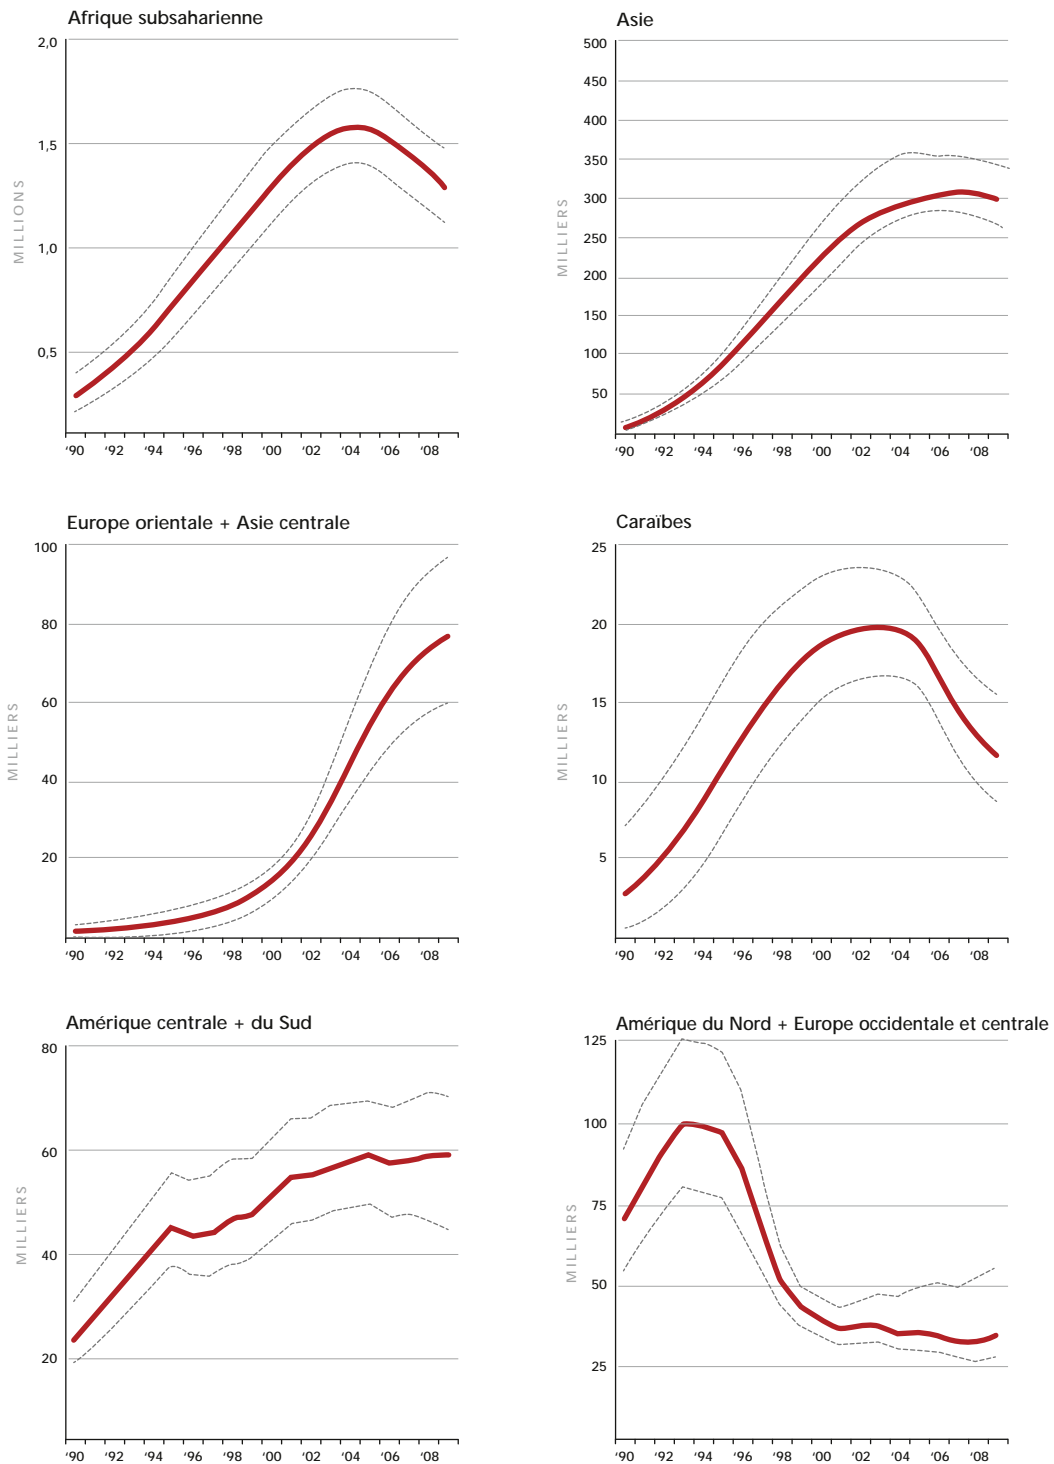 Afrique subsaharienne
2,0
1,5
1,0
0,5
MILLIONS
‘90 ‘92 ‘94 ‘96 ‘98 ‘00 ‘02 ‘04 ‘06 ‘08
Asie
500
450
400
350
300
250
200
150
100
50
MILLIERS
‘90 ‘92 ‘94 ‘96 ‘98 ‘00 ‘02 ‘04 ‘06 ‘08
Europe orientale + Asie centrale
100
80
60
40
20
MILLIERS
‘90 ‘92 ‘94 ‘96 ‘98 ‘00 ‘02 ‘04 ‘06 ‘08
Caraïbes
25
20
15
10
5
MILLIERS
‘90 ‘92 ‘94 ‘96 ‘98 ‘00 ‘02 ‘04 ‘06 ‘08
Amérique centrale + du Sud
80
60
40
20
MILLIERS
‘90 ‘92 ‘94 ‘96 ‘98 ‘00 ‘02 ‘04 ‘06 ‘08
Amérique du Nord + Europe occidentale et centrale
125
100
75
50
25
MILLIERS
‘90 ‘92 ‘94 ‘96 ‘98 ‘00 ‘02 ‘04 ‘06 ‘08